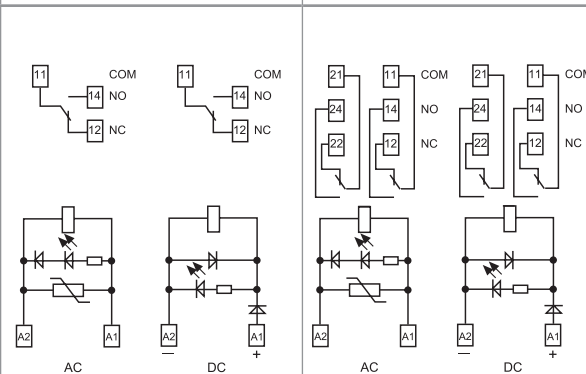 11 COM 11 COM 21 11 COM 21 11 COM
14 NO 14 NO 24 14 NO 24 14 NO
12 NC 12 NC 22 12 NC 22 12 NC
A2 A1 A2 A1 A2 A1 A2 A1
— + — +
AC DC AC DC